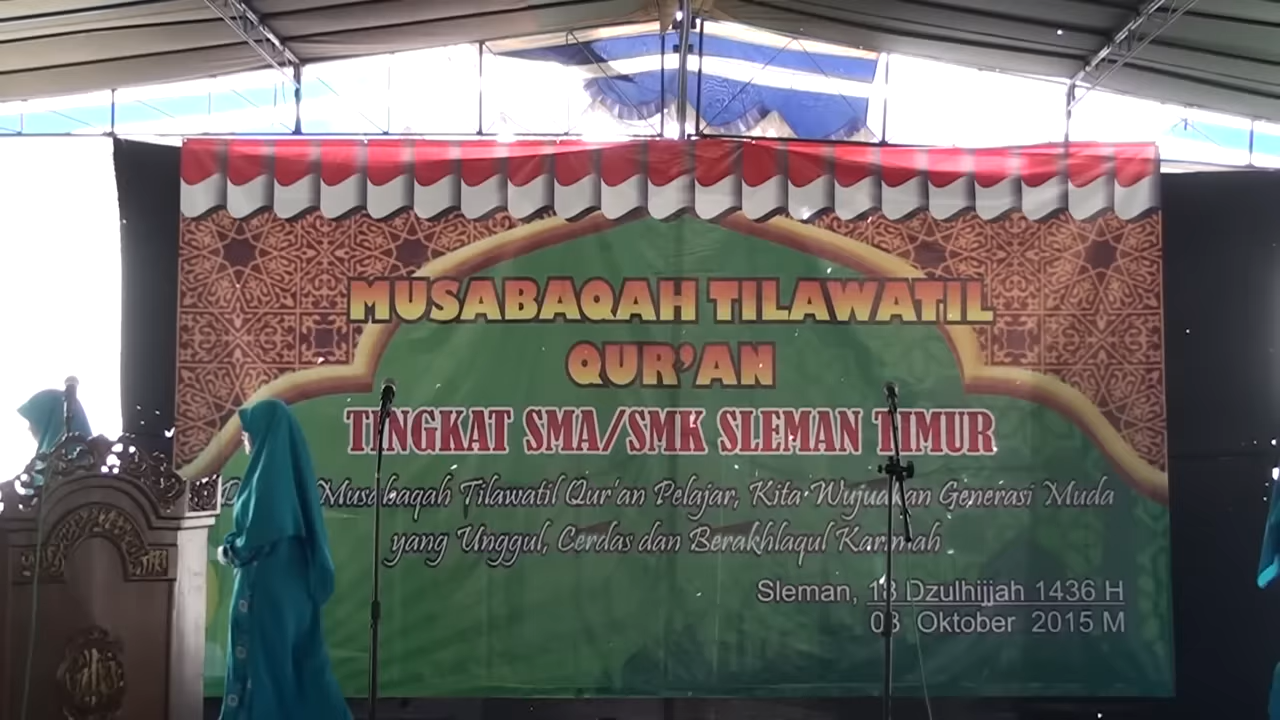 MUSABAQAH TILAWATIL
QUR'AN
TINGKAT SMA/SMK SLEMAN TIMUR
Musabaqah Tilawatil Qur'an Pelajar, Kita Wujudkan Generasi Muda
yang Unggul, Cerdas dan Berakhlaqul Karimah
Sleman, 18 Dzulhijjah 1436 H
03 Oktober 2015 M